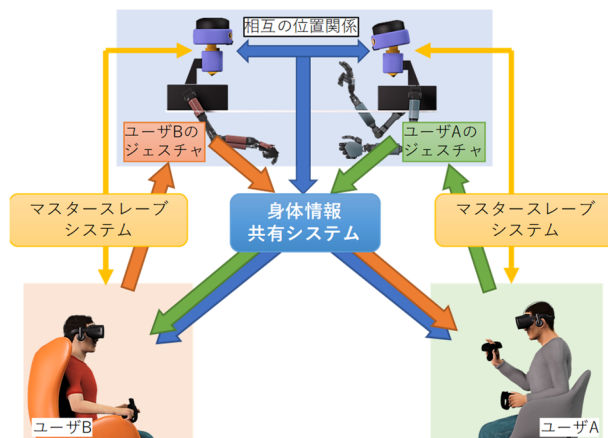 相互の位置関係
ユーザBの
ジェスチャ
ユーザAの
ジェスチャ
マスタースレーブ
システム
身体情報
共有システム
マスタースレーブ
システム
ユーザB
ユーザA